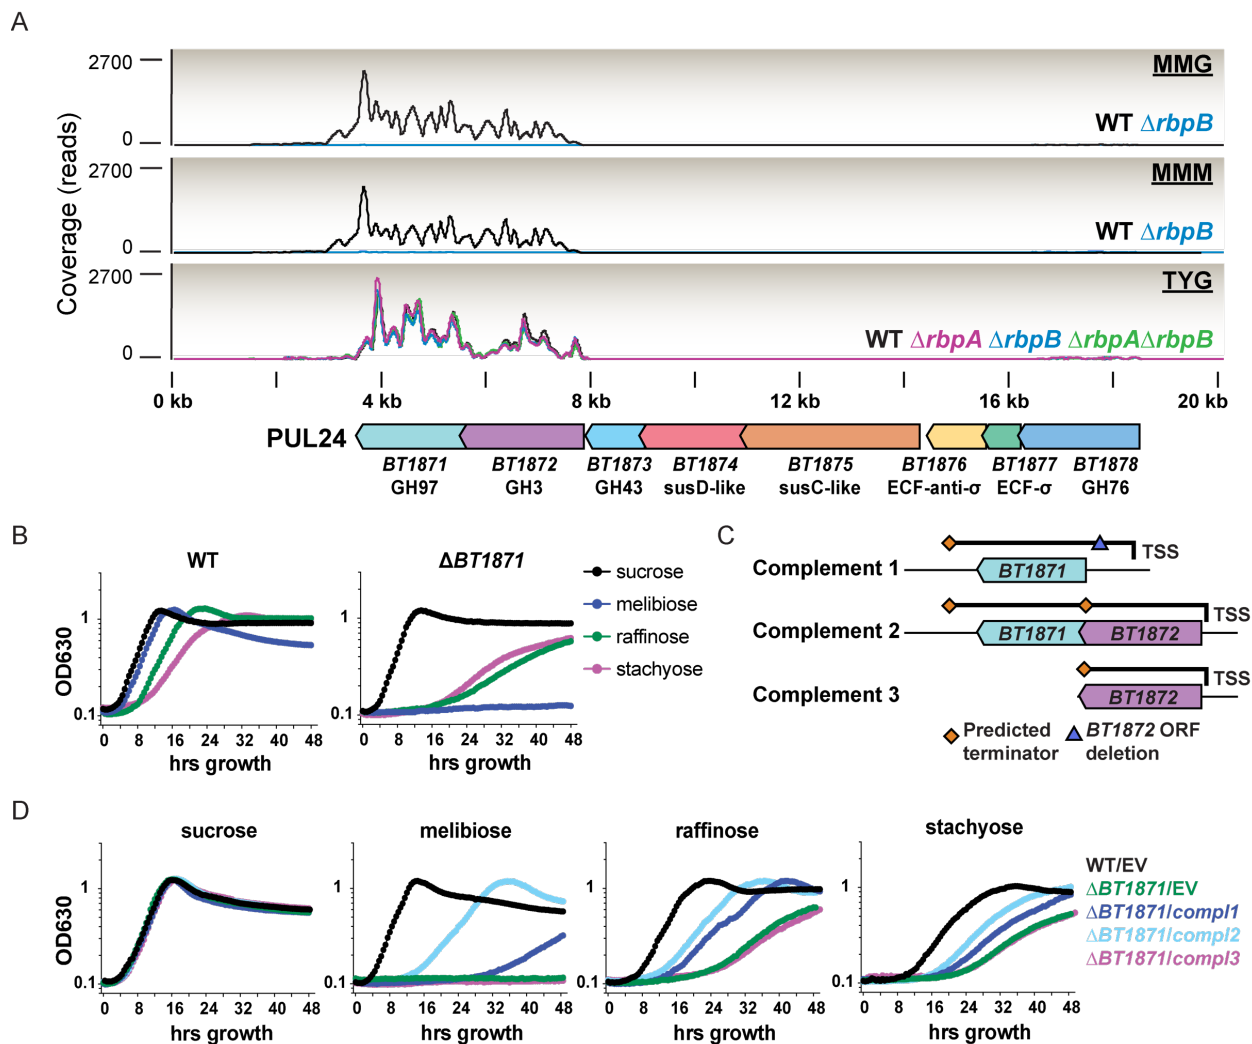 A
Coverage (reads)
2700
0
MMG
WT ΔrbpB
2700
0
MMM
WT ΔrbpB
2700
0
TYG
WT ΔrbpA ΔrbpB ΔrbpAΔrbpB
0 kb 4 kb 8 kb 12 kb 16 kb 20 kb
PUL24
BT1871 BT1872 BT1873 BT1874 BT1875 BT1876 BT1877 BT1878
GH97 GH3 GH43 susD-like susC-like ECF-anti-σ ECF-σ GH76
B
WT
OD630
1
0.1
0 8 16 24 32 40 48
hrs growth
ΔBT1871
1
0.1
0 8 16 24 32 40 48
hrs growth
sucrose
melibiose
raffinose
stachyose
C
Complement 1
BT1871
TSS
Complement 2
BT1871 BT1872
TSS
Complement 3
BT1872
TSS
Predicted terminator
BT1872 ORF deletion
D
sucrose
OD630
1
0.1
0 8 16 24 32 40 48
hrs growth
melibiose
1
0.1
0 8 16 24 32 40 48
hrs growth
raffinose
1
0.1
0 8 16 24 32 40 48
hrs growth
stachyose
1
0.1
0 8 16 24 32 40 48
hrs growth
WT/EV
ΔBT1871/EV
ΔBT1871/compl1
ΔBT1871/compl2
ΔBT1871/compl3